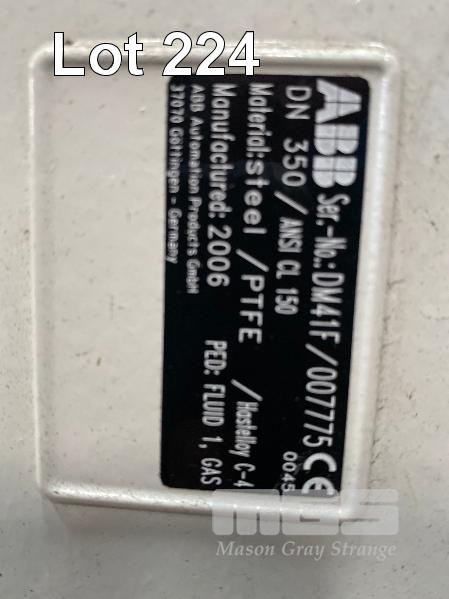 Lot 224
ABB Ser.-No.: DM41F/007775 CE
DN 350/ANSI CL 150 0045
Material: steel /PTFE /Hastelloy C-4
Manufactured: 2006 PED: FLUID 1, GAS
ABB Automation Products GmbH
37070 Göttingen - Germany
MGS
Mason Gray Strange